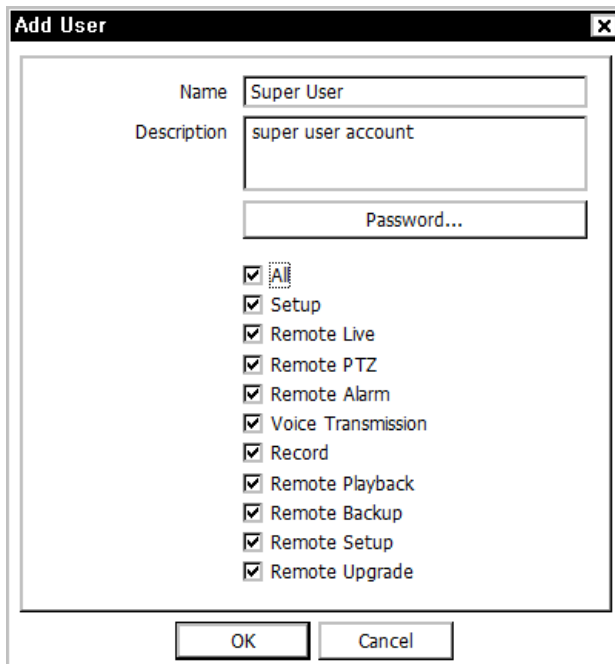 Add User
Name Super User
Description super user account
Password...
All
Setup
Remote Live
Remote PTZ
Remote Alarm
Voice Transmission
Record
Remote Playback
Remote Backup
Remote Setup
Remote Upgrade
OK Cancel